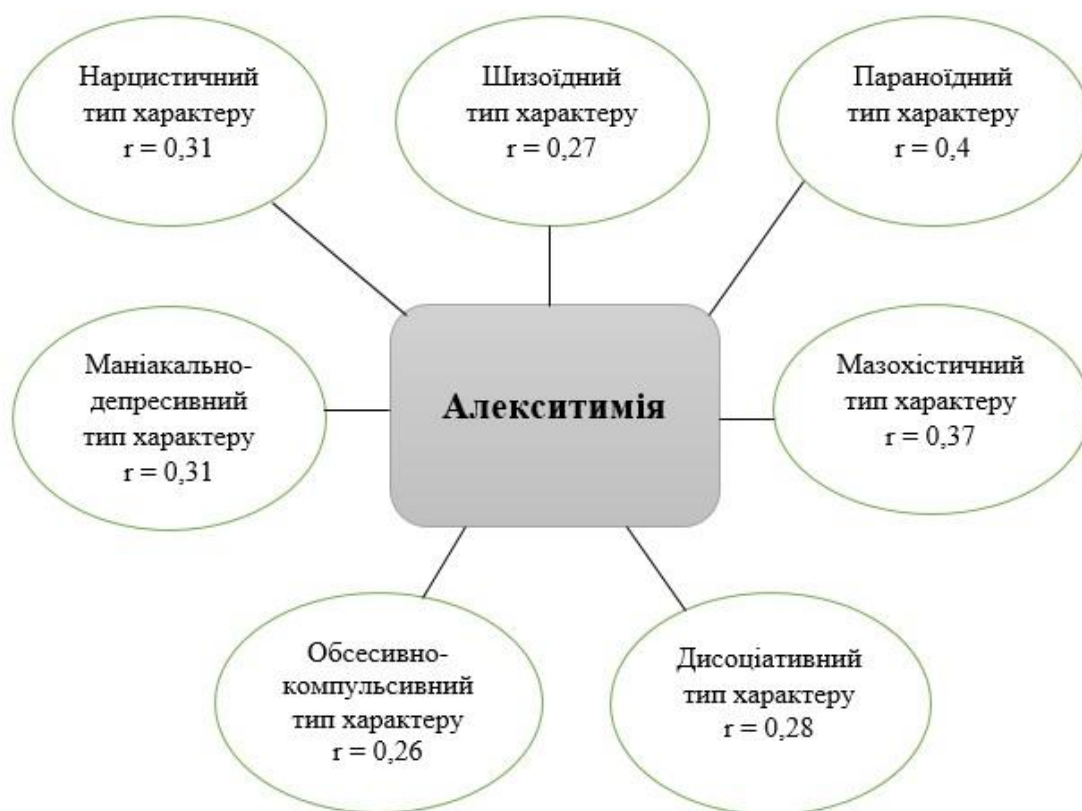 Нарцистичний
тип характеру
r = 0,31
Шизоїдний
тип характеру
r = 0,27
Параноїдний
тип характеру
r = 0,4
Маніакально-
депресивний
тип характеру
r = 0,31
Алекситимія
Мазохістичний
тип характеру
r = 0,37
Обсесивно-
компульсивний
тип характеру
r = 0,26
Дисоціативний
тип характеру
r = 0,28